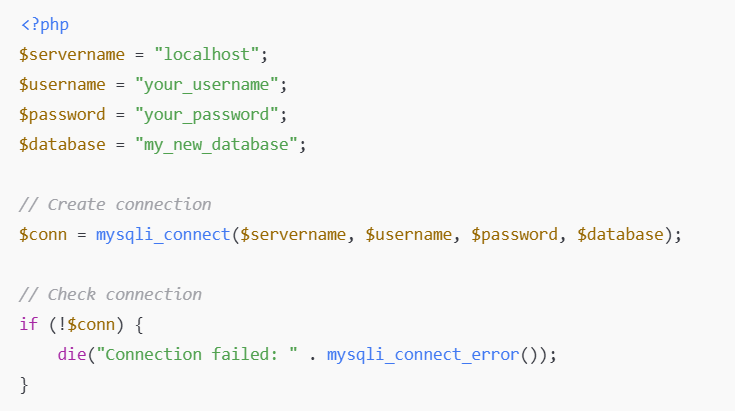 <?php
$servername = "localhost";
$username = "your_username";
$password = "your_password";
$database = "my_new_database";
// Create connection
$conn = mysqli_connect($servername, $username, $password, $database);
// Check connection
if (!$conn) {
    die("Connection failed: " . mysqli_connect_error());
}